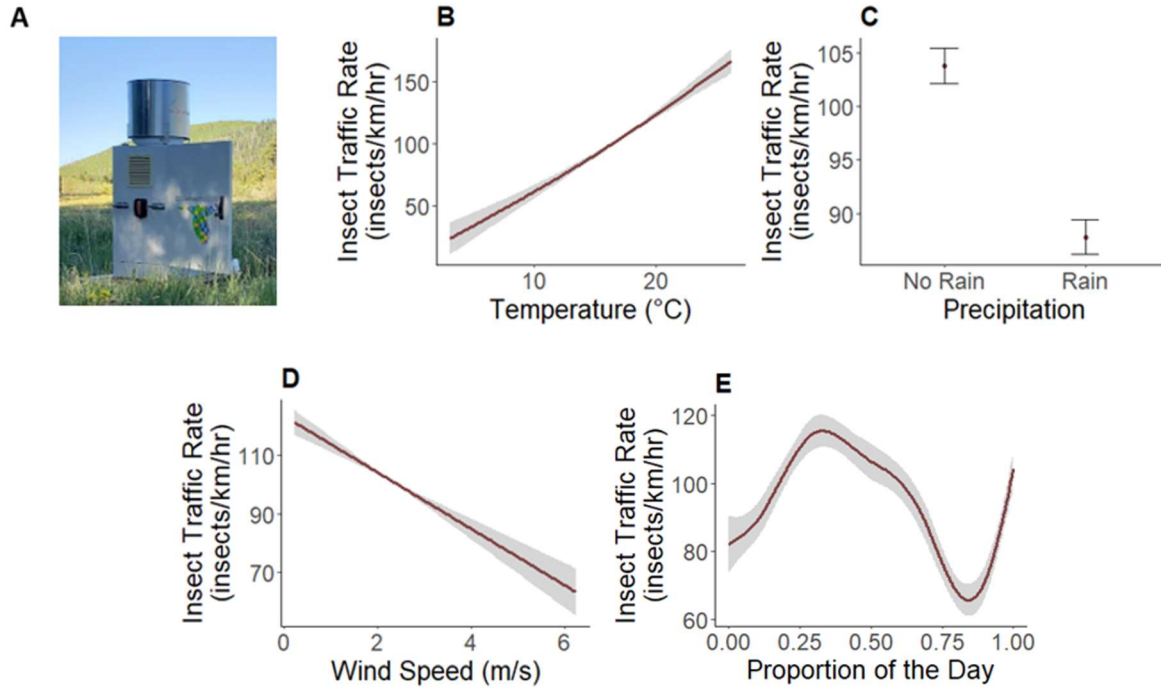 A
B
Insect Traffic Rate
(insects/km/hr)
150
100
50
10
20
Temperature (°C)
C
Insect Traffic Rate
(insects/km/hr)
105
100
95
90
No Rain
Rain
Precipitation
D
Insect Traffic Rate
(insects/km/hr)
110
90
70
0
2
4
6
Wind Speed (m/s)
E
Insect Traffic Rate
(insects/km/hr)
120
100
80
60
0.00
0.25
0.50
0.75
1.00
Proportion of the Day